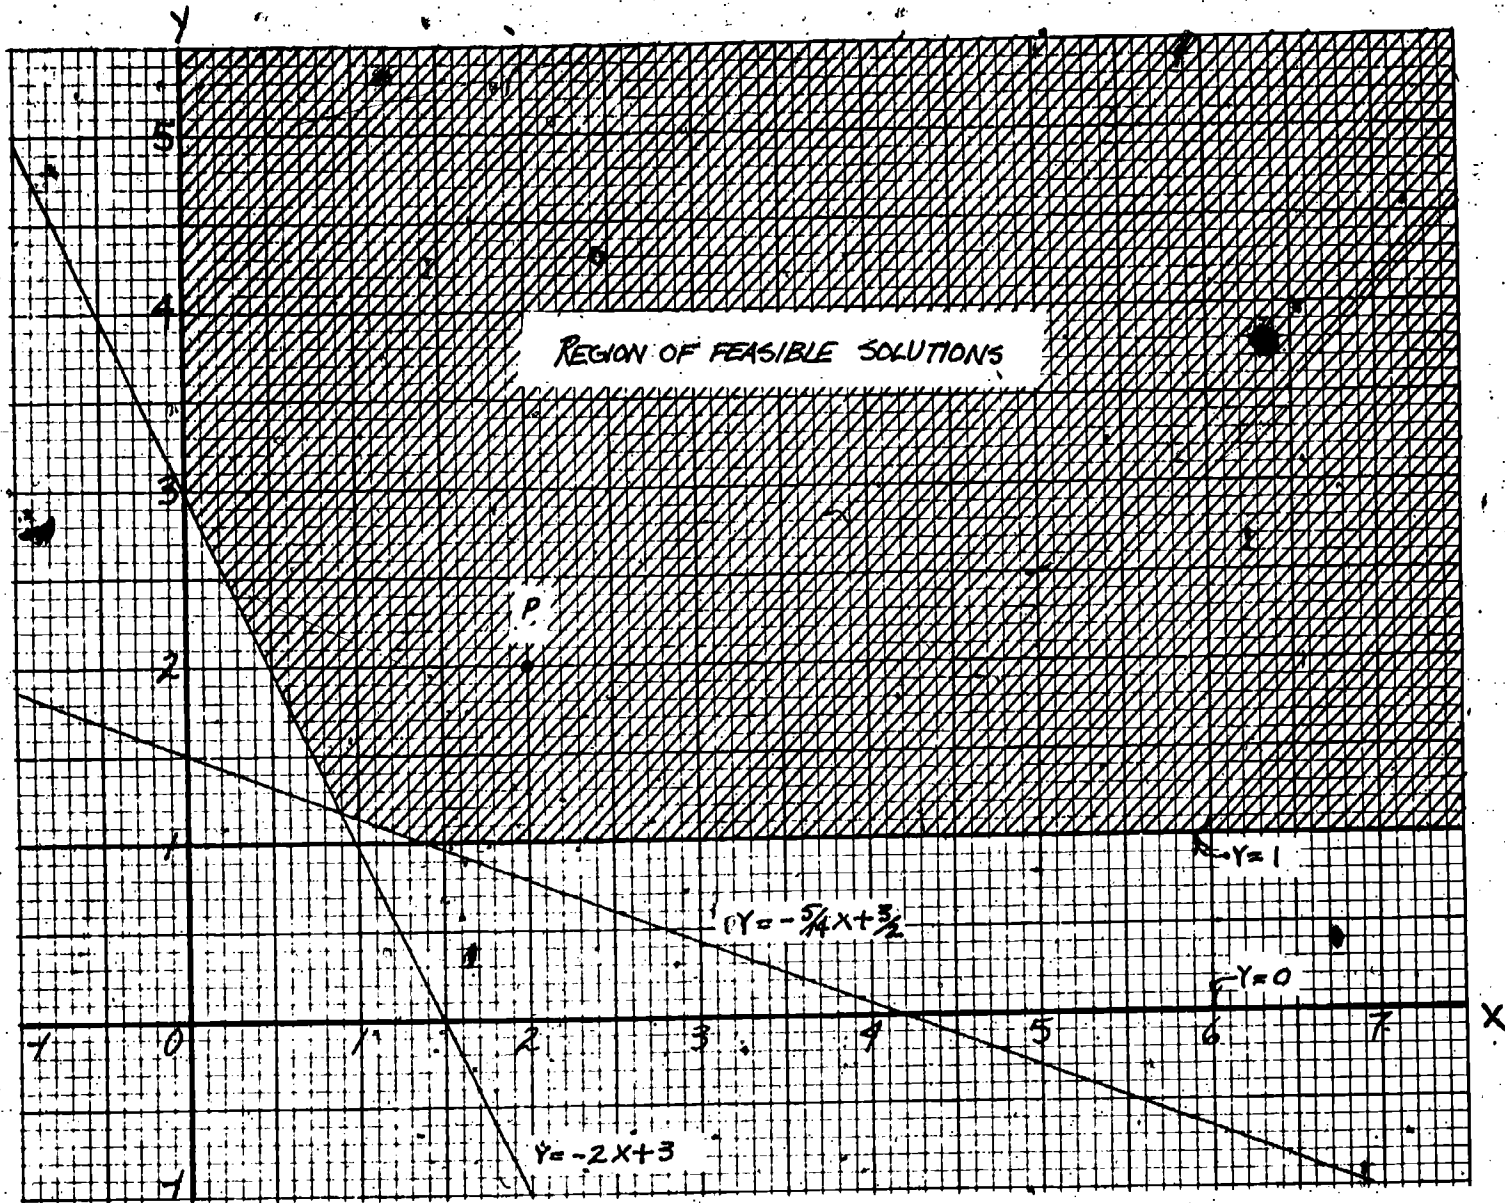 Y
5
4
REGION OF FEASIBLE SOLUTIONS
3
P
2
1
Y=1
Y=-5/14X+3/2
Y=0
-1 0 1 2 3 4 5 6 7 X
Y=-2X+3
-1